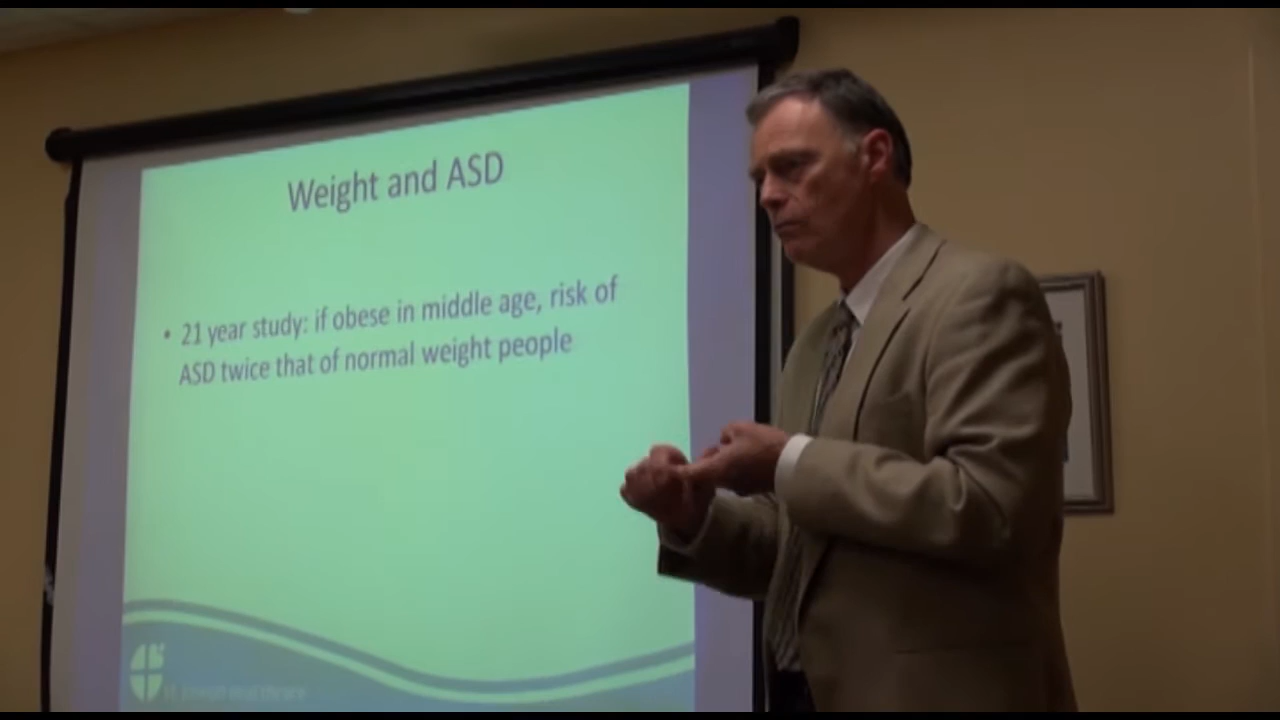 Weight and ASD
• 21 year study: if obese in middle age, risk of
ASD twice that of normal weight people